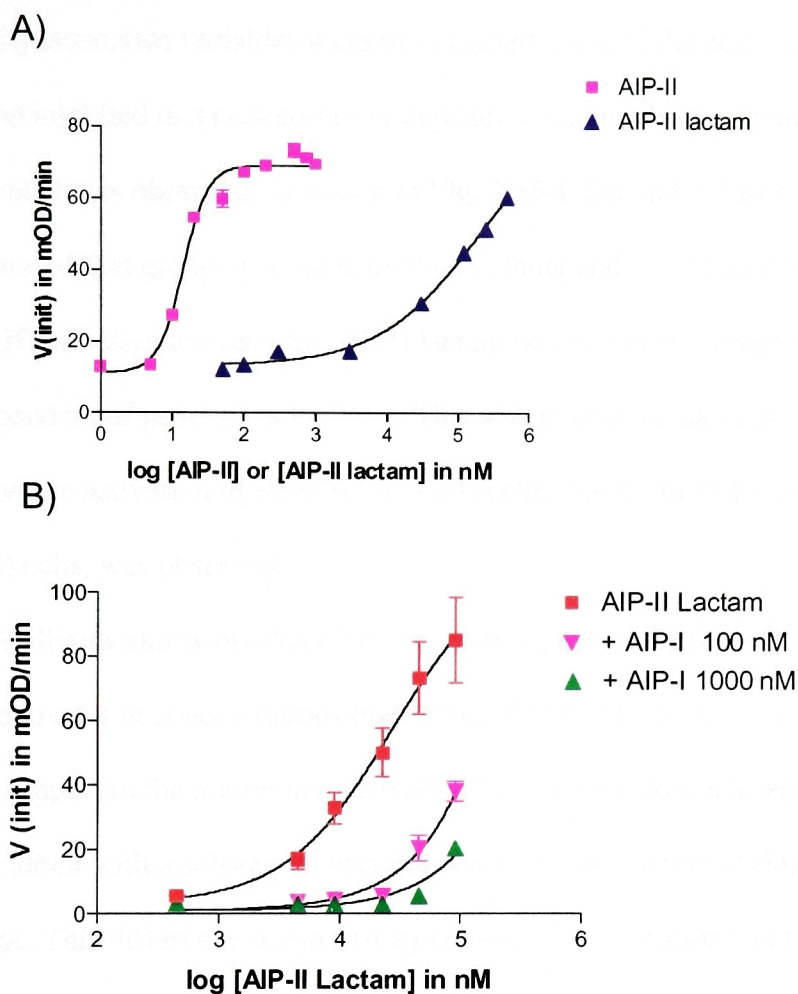 A)
AIP-II
AIP-II lactam
80
60
40
20
0
V(init) in mOD/min
0 1 2 3 4 5 6
log [AIP-II] or [AIP-II lactam] in nM
B)
AIP-II Lactam
+ AIP-I 100 nM
+ AIP-I 1000 nM
100
80
60
40
20
0
V (init) in mOD/min
2 3 4 5 6
log [AIP-II Lactam] in nM